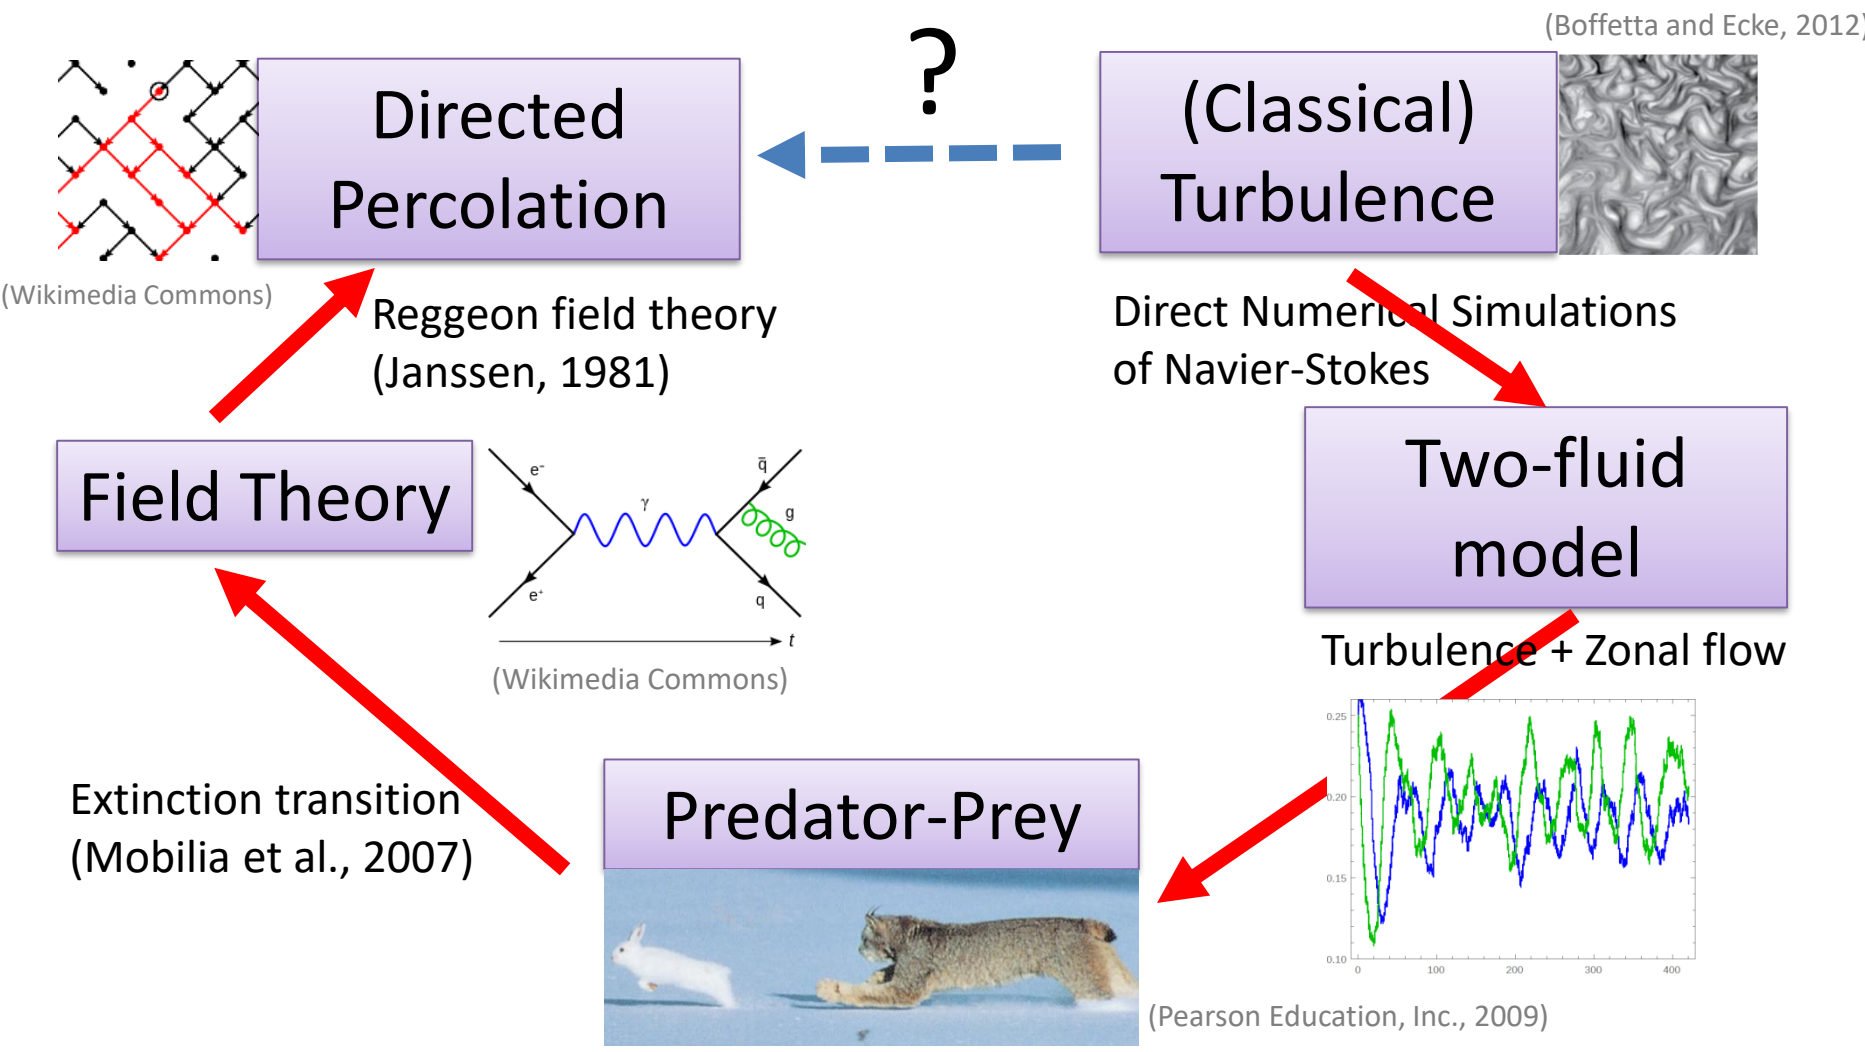 (Boffetta and Ecke, 2012)
?
Directed
Percolation
(Classical)
Turbulence
(Wikimedia Commons)
Reggeon field theory
(Janssen, 1981)
Direct Numerical Simulations
of Navier-Stokes
Field Theory
e⁻
γ
q̄
g
e⁺
q
t
(Wikimedia Commons)
Two-fluid
model
Turbulence + Zonal flow
Extinction transition
(Mobilia et al., 2007)
Predator-Prey
0.25
0.20
0.15
0.10
0 100 200 300 400
(Pearson Education, Inc., 2009)